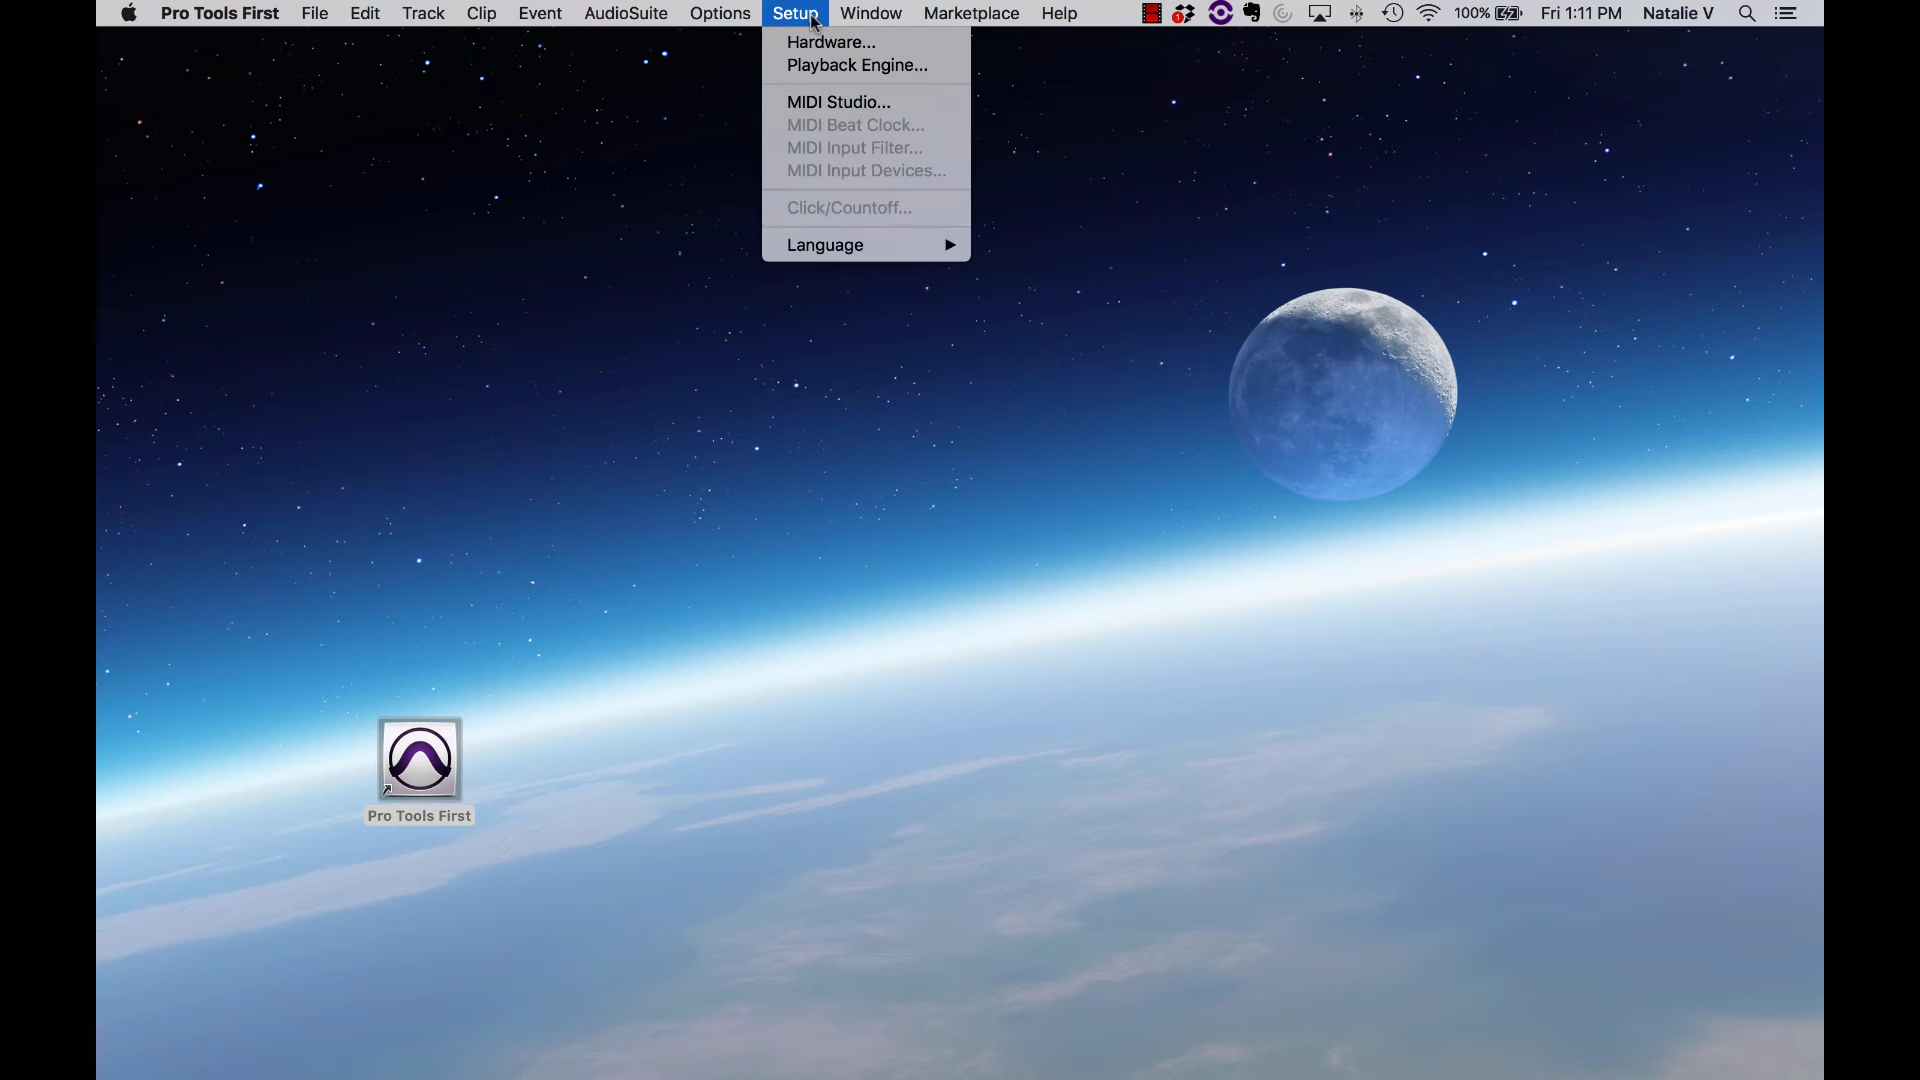 Pro Tools First File Edit Track Clip Event AudioSuite Options Setup Window Marketplace Help 1 100% Fri 1:11 PM Natalie V
Hardware...
Playback Engine...
MIDI Studio...
MIDI Beat Clock...
MIDI Input Filter...
MIDI Input Devices...
Click/Countoff...
Language
Pro Tools First